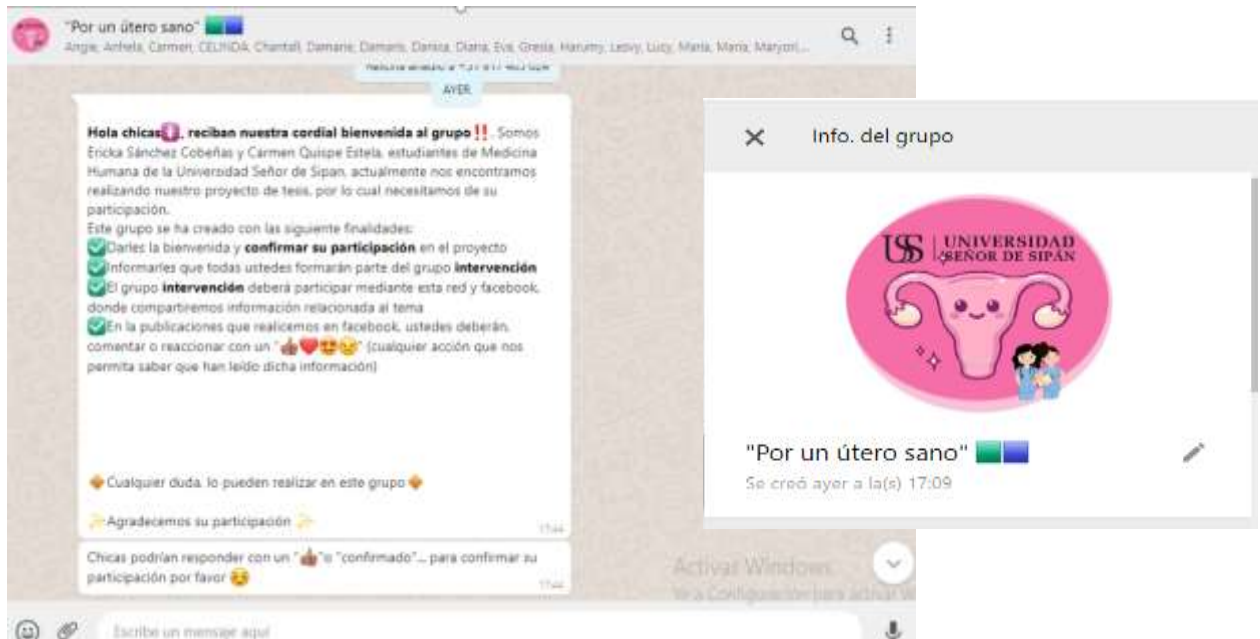 "Por un útero sano"
Angie, Anhela, Carmen, CELINDA, Chantall, Damaris, Damaris, Danica, Diana, Eva, Gresia, Harumy, Lesvy, Lucy, María, María, Maryori...
AYER
Hola chicas, reciban nuestra cordial bienvenida al grupo‼. Somos
Ericka Sánchez Cobeñas y Carmen Quispe Estela, estudiantes de Medicina
Humana de la Universidad Señor de Sipan, actualmente nos encontramos
realizando nuestro proyecto de tesis, por lo cual necesitamos de su
participación.
Este grupo se ha creado con las siguiente finalidades:
✅Darles la bienvenida y confirmar su participación en el proyecto
✅Informarles que todas ustedes formarán parte del grupo intervención
✅El grupo intervención deberá participar mediante esta red y facebook,
donde compartiremos información relacionada al tema
✅En la publicaciones que realicemos en facebook, ustedes deberán,
comentar o reaccionar con un "👍❤😍😢" (cualquier acción que nos
permita saber que han leído dicha información)
🔶Cualquier duda, lo pueden realizar en este grupo🔶
✨Agradecemos su participación✨
17:44
Chicas podrían responder con un "👍"o "confirmado"... para confirmar su
participación por favor ☺
17:44
Escribe un mensaje aquí
Activar Windows
Ve a Configuración para activar W
Info. del grupo
USS | UNIVERSIDAD
SEÑOR DE SIPÁN
"Por un útero sano"
Se creó ayer a la(s) 17:09